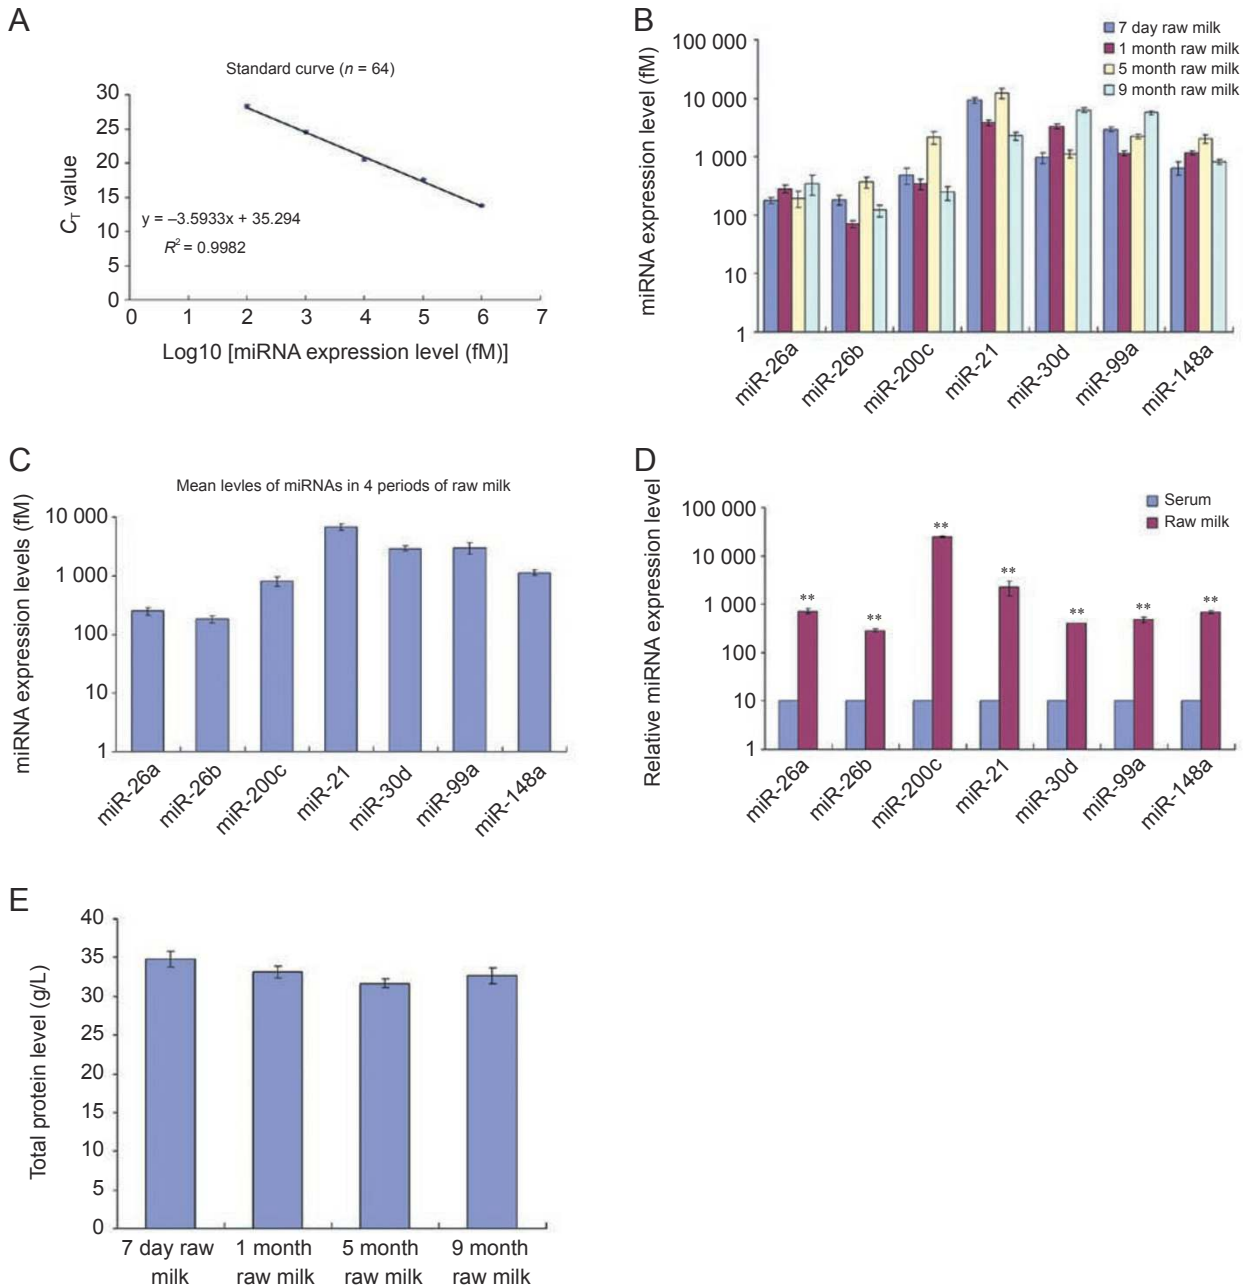 A
Standard curve (n = 64)
30
25
20
15
10
5
0
C_T value
y = –3.5933x + 35.294
R² = 0.9982
0 1 2 3 4 5 6 7
Log10 [miRNA expression level (fM)]
B
7 day raw milk
1 month raw milk
5 month raw milk
9 month raw milk
miRNA expression level (fM)
100 000
10 000
1 000
100
10
1
miR-26a
miR-26b
miR-200c
miR-21
miR-30d
miR-99a
miR-148a
C
Mean levles of miRNAs in 4 periods of raw milk
miRNA expression levels (fM)
10 000
1 000
100
10
1
miR-26a
miR-26b
miR-200c
miR-21
miR-30d
miR-99a
miR-148a
D
Serum
Raw milk
Relative miRNA expression level
100 000
10 000
1 000
100
10
1
**
**
**
**
**
**
**
miR-26a
miR-26b
miR-200c
miR-21
miR-30d
miR-99a
miR-148a
E
Total protein level (g/L)
40
35
30
25
20
15
10
5
0
7 day raw
milk
1 month
raw milk
5 month
raw milk
9 month
raw milk